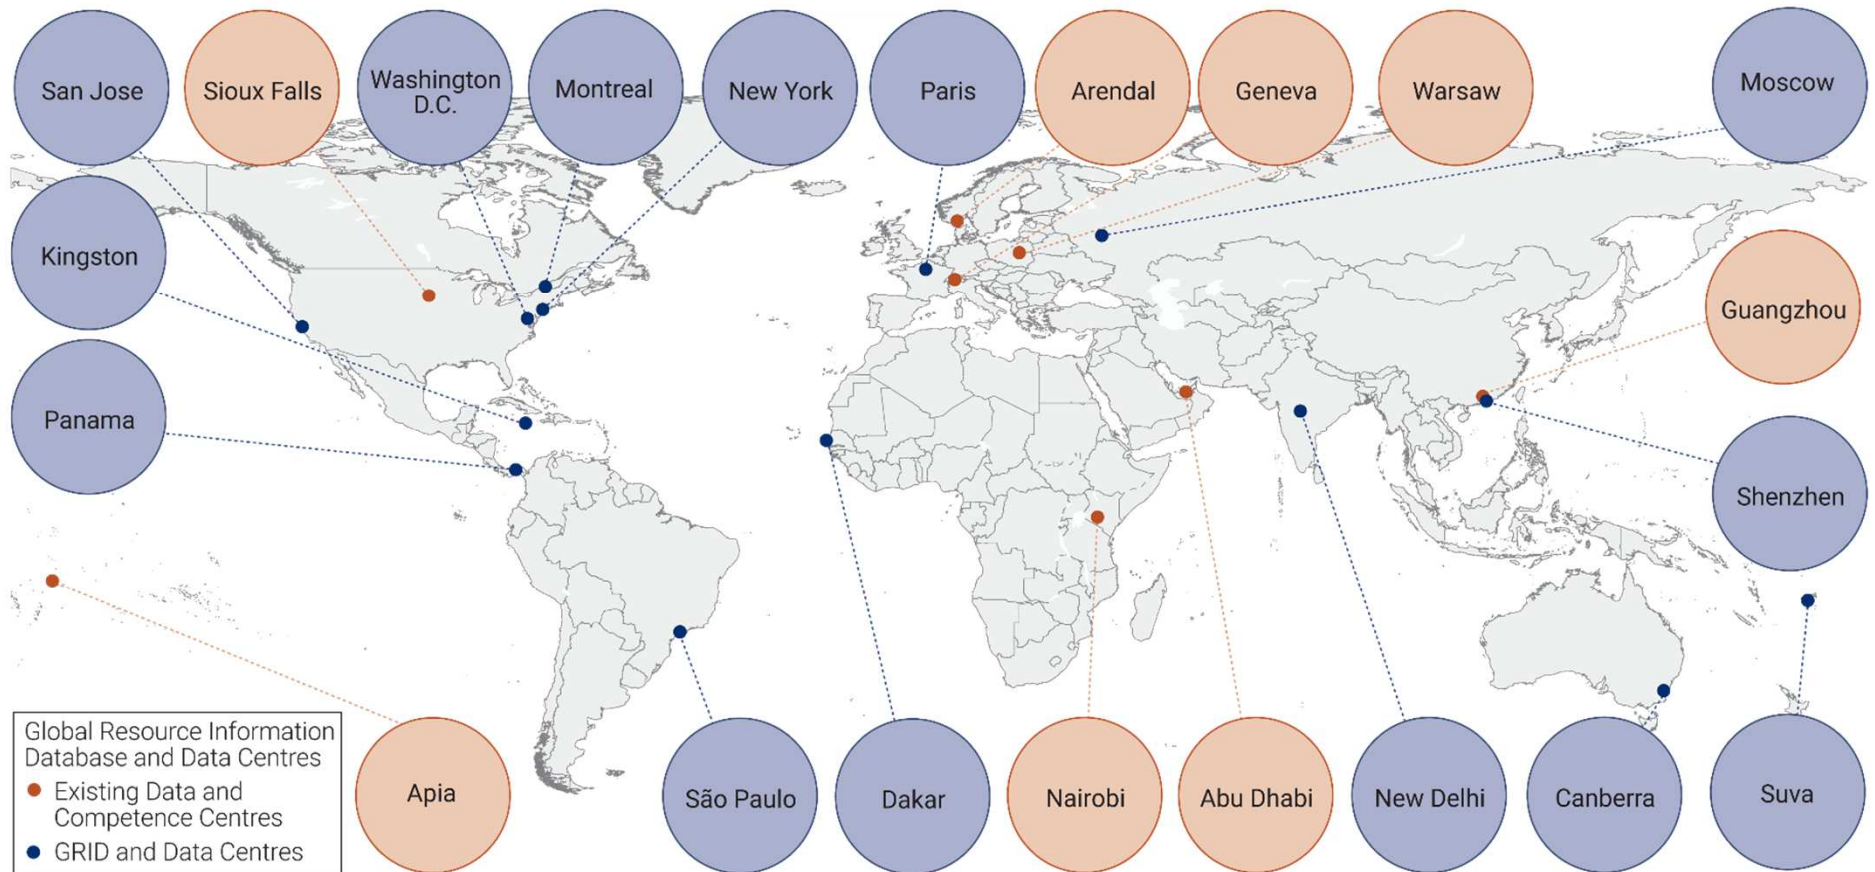 San Jose
Sioux Falls
Washington
D.C.
Montreal
New York
Paris
Arendal
Geneva
Warsaw
Moscow
Kingston
Guangzhou
Panama
Shenzhen
Global Resource Information
Database and Data Centres
Existing Data and
Competence Centres
GRID and Data Centres
Apia
São Paulo
Dakar
Nairobi
Abu Dhabi
New Delhi
Canberra
Suva